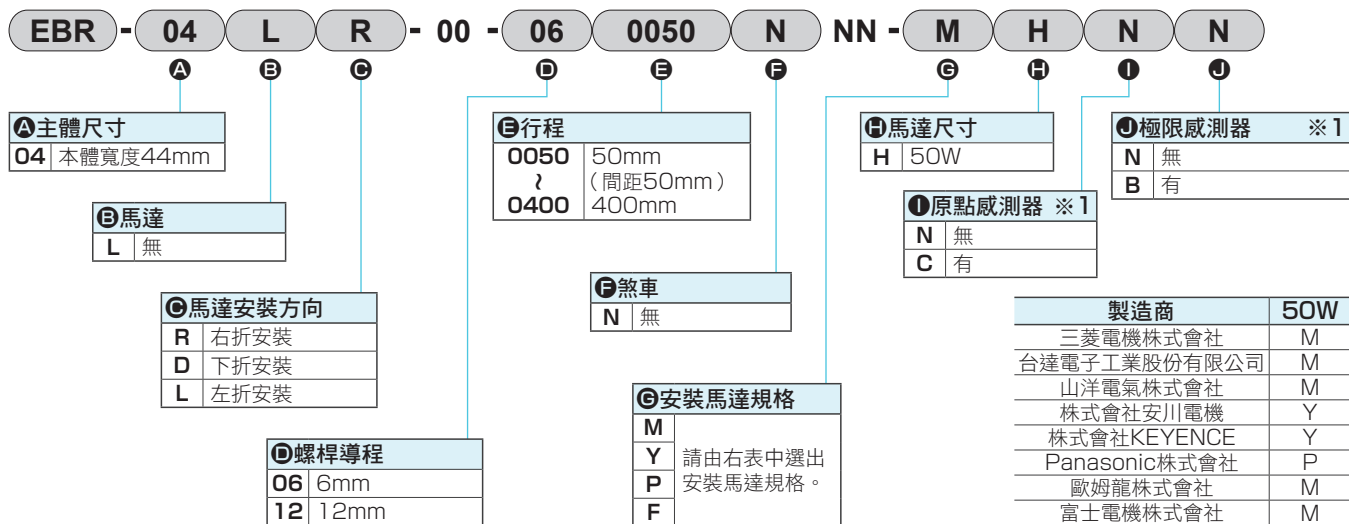 EBR - 04 L R - 00 - 06 0050 N NN - M H N N
A B C D E F G H I J
A主體尺寸
04 本體寬度44mm
B馬達
L 無
C馬達安裝方向
R 右折安裝
D 下折安裝
L 左折安裝
D螺桿導程
06 6mm
12 12mm
E行程
0050 50mm
~ (間距50mm)
0400 400mm
F煞車
N 無
G安裝馬達規格
M
Y 請由右表中選出
P 安裝馬達規格。
F
H馬達尺寸
H 50W
I原點感測器 ※1
N 無
C 有
J極限感測器 ※1
N 無
B 有
製造商 50W
三菱電機株式會社 M
台達電子工業股份有限公司 M
山洋電氣株式會社 M
株式會社安川電機 Y
株式會社KEYENCE Y
Panasonic株式會社 P
歐姆龍株式會社 M
富士電機株式會社 M